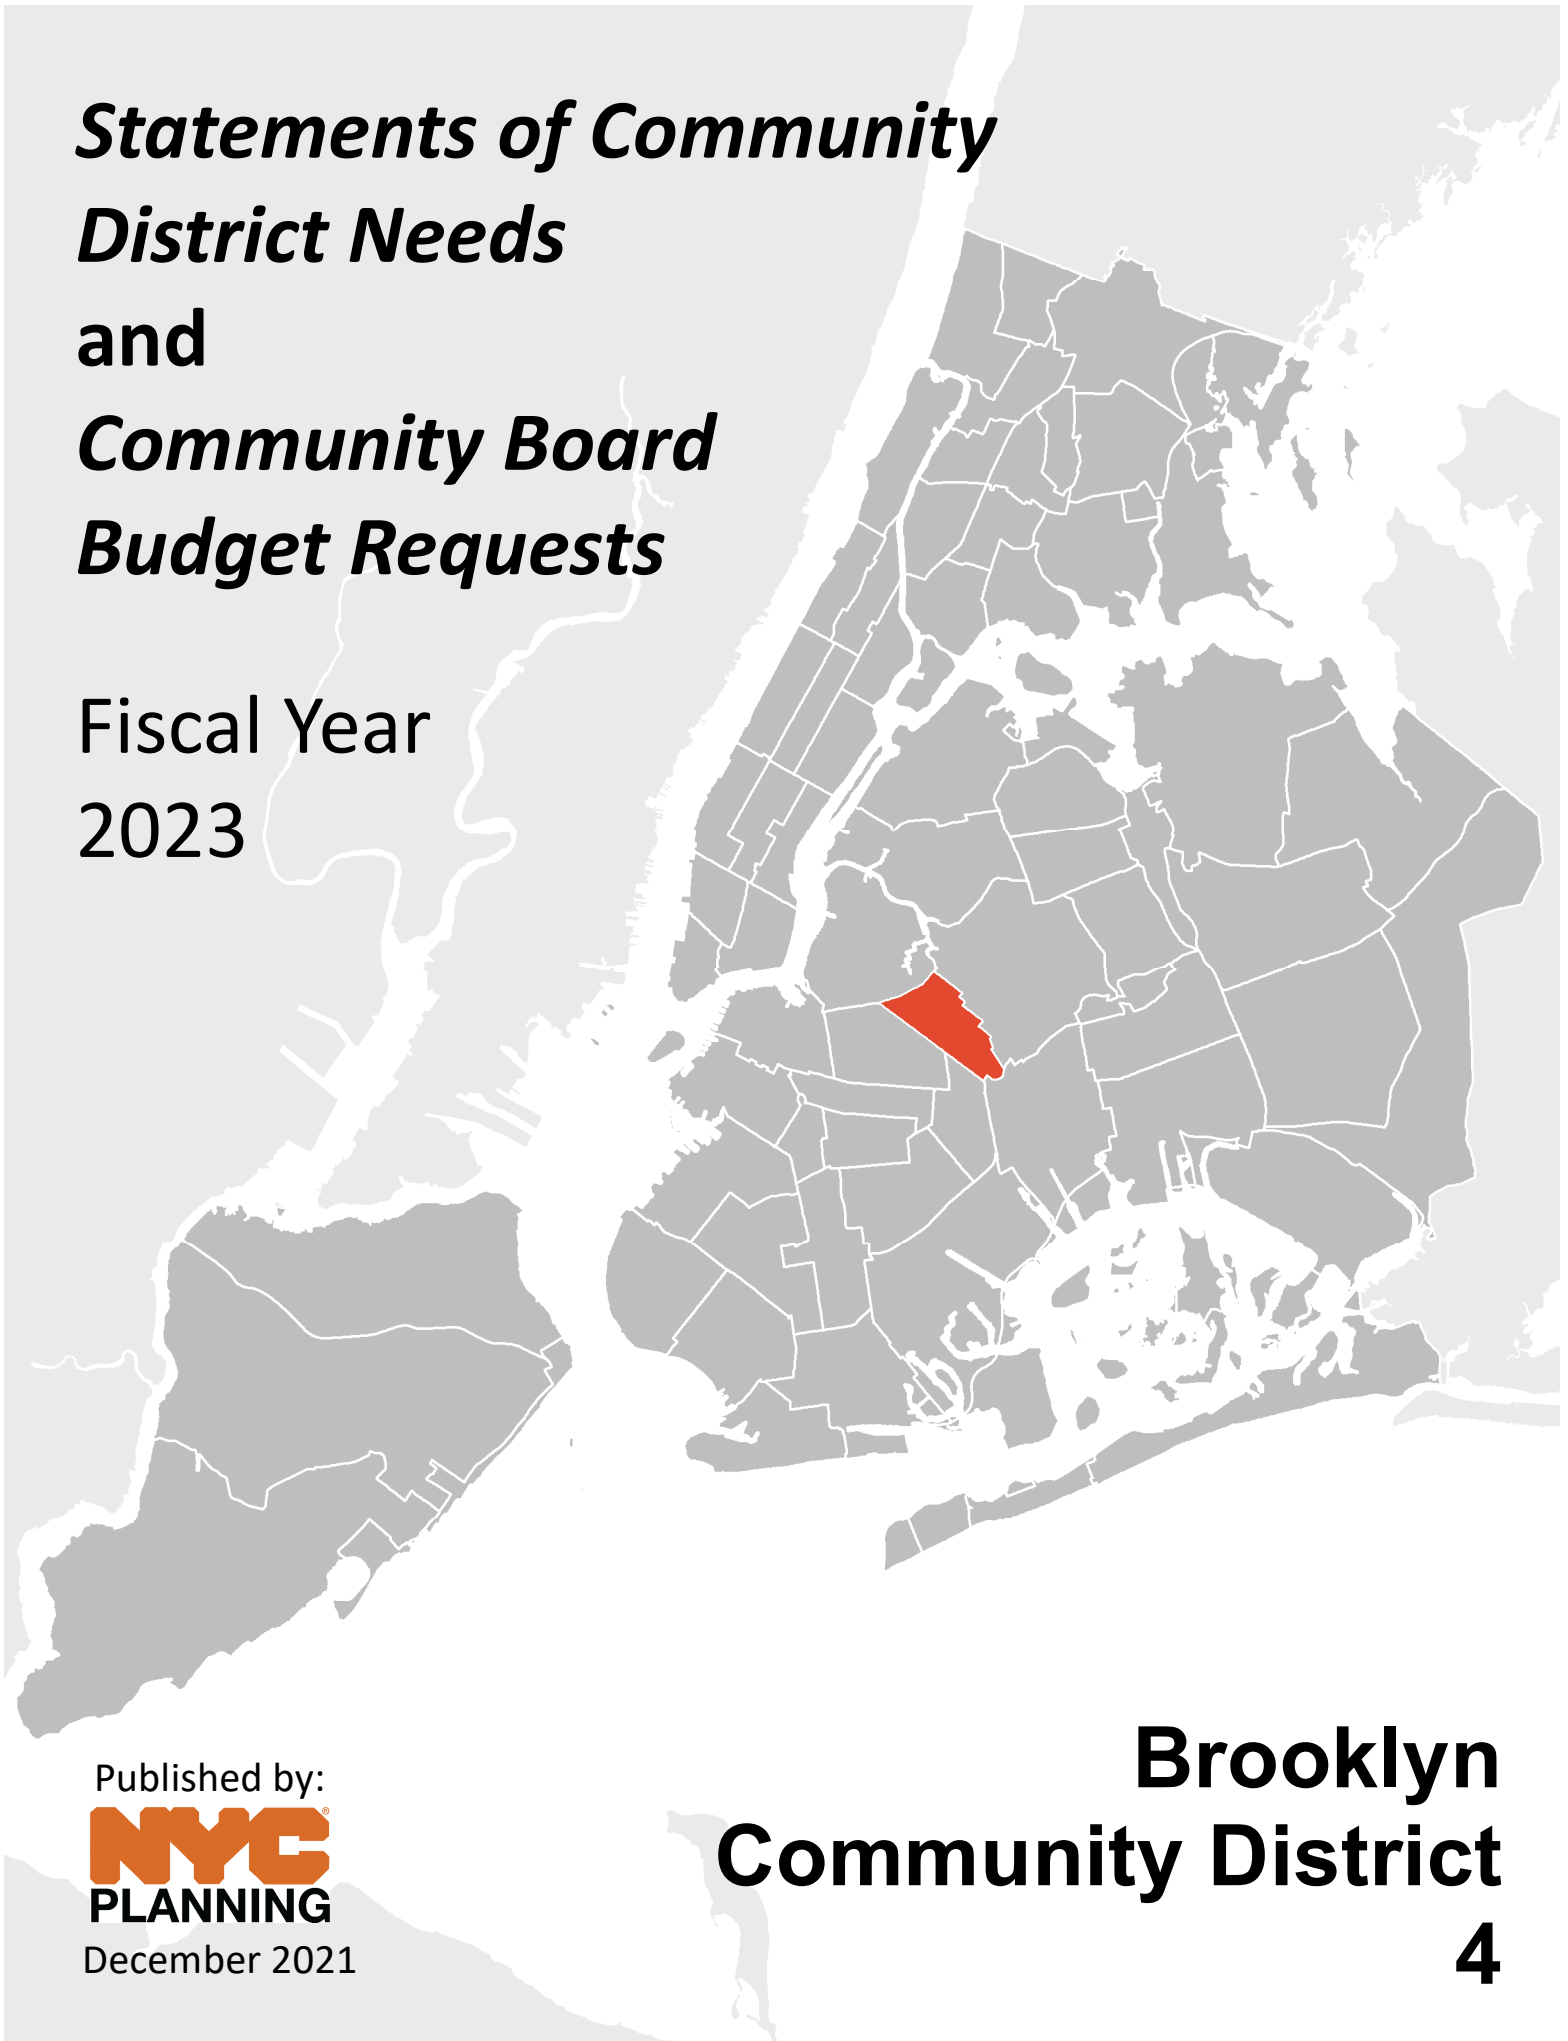 Statements of Community
District Needs
and
Community Board
Budget Requests
Fiscal Year
2023
Published by:
NYC®
PLANNING
December 2021
Brooklyn
Community District
4